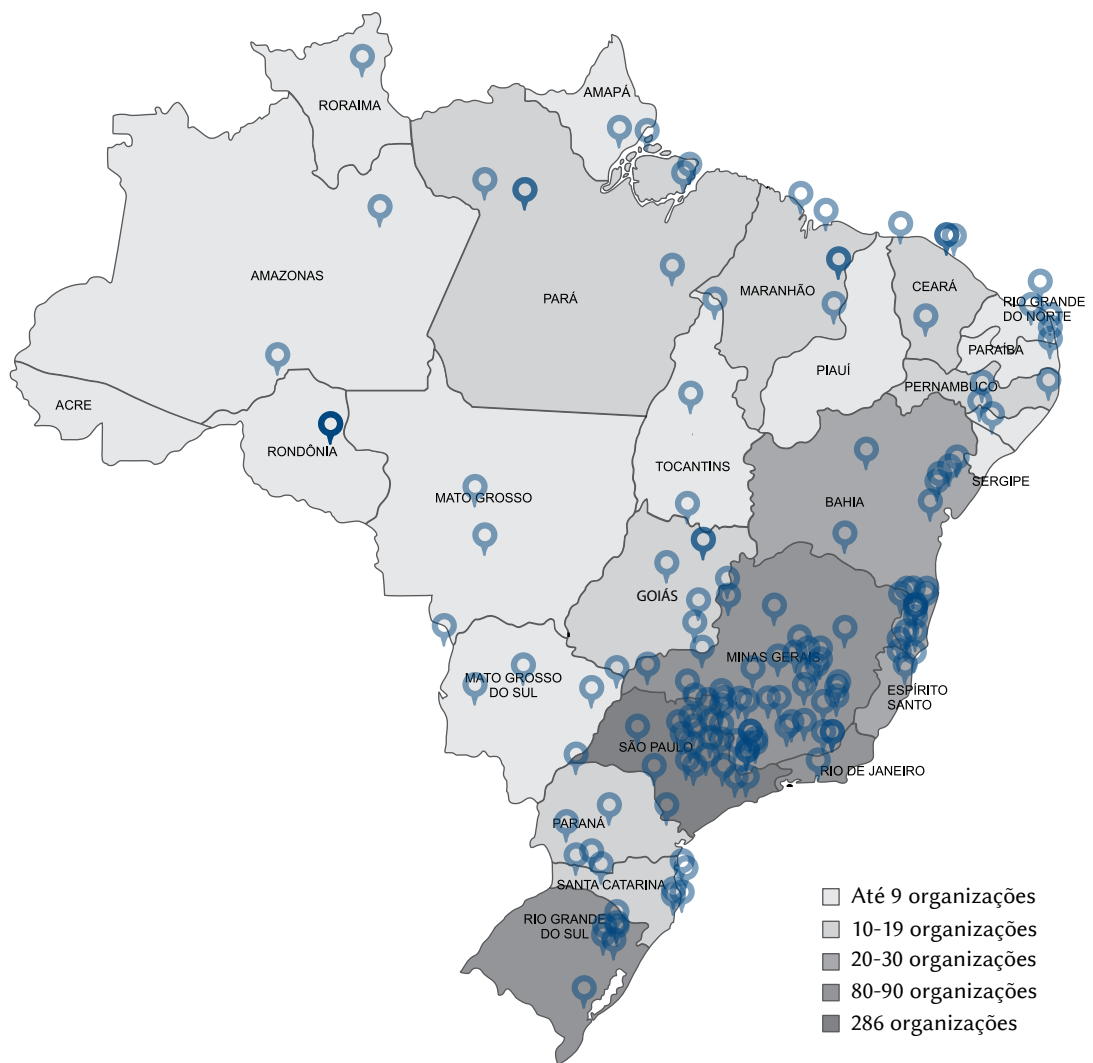 RORAIMA
AMAPÁ
AMAZONAS
PARÁ
MARANHÃO
CEARÁ
RIO GRANDE
DO NORTE
PARAÍBA
PIAUÍ
PERNAMBUCO
ACRE
RONDÔNIA
TOCANTINS
SERGIPE
MATO GROSSO
BAHIA
GOIÁS
MINAS GERAIS
MATO GROSSO
DO SUL
ESPÍRITO
SANTO
SÃO PAULO
RIO DE JANEIRO
PARANÁ
SANTA CATARINA
RIO GRANDE
DO SUL
Até 9 organizações
10-19 organizações
20-30 organizações
80-90 organizações
286 organizações